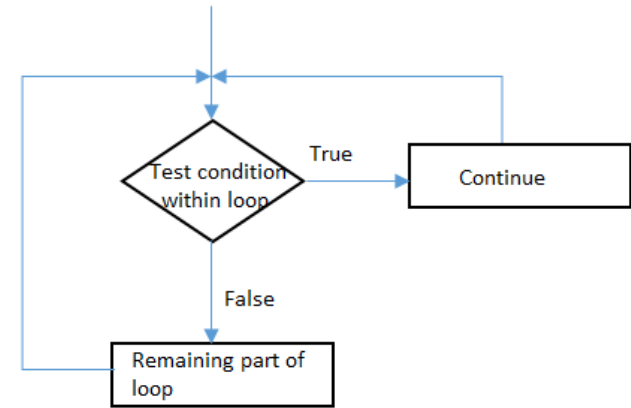 Test condition
within loop
True
Continue
False
Remaining part of
loop